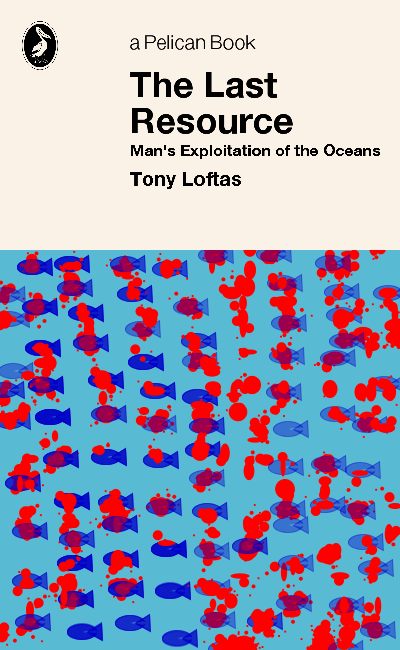 a Pelican Book
The Last
Resource
Man's Exploitation of the Oceans
Tony Loftas